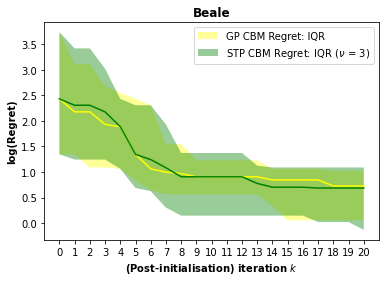 Beale
GP CBM Regret: IQR
STP CBM Regret: IQR (ν = 3)
log(Regret)
3.5
3.0
2.5
2.0
1.5
1.0
0.5
0.0
0 1 2 3 4 5 6 7 8 9 10 11 12 13 14 15 16 17 18 19 20
(Post-initialisation) iteration k